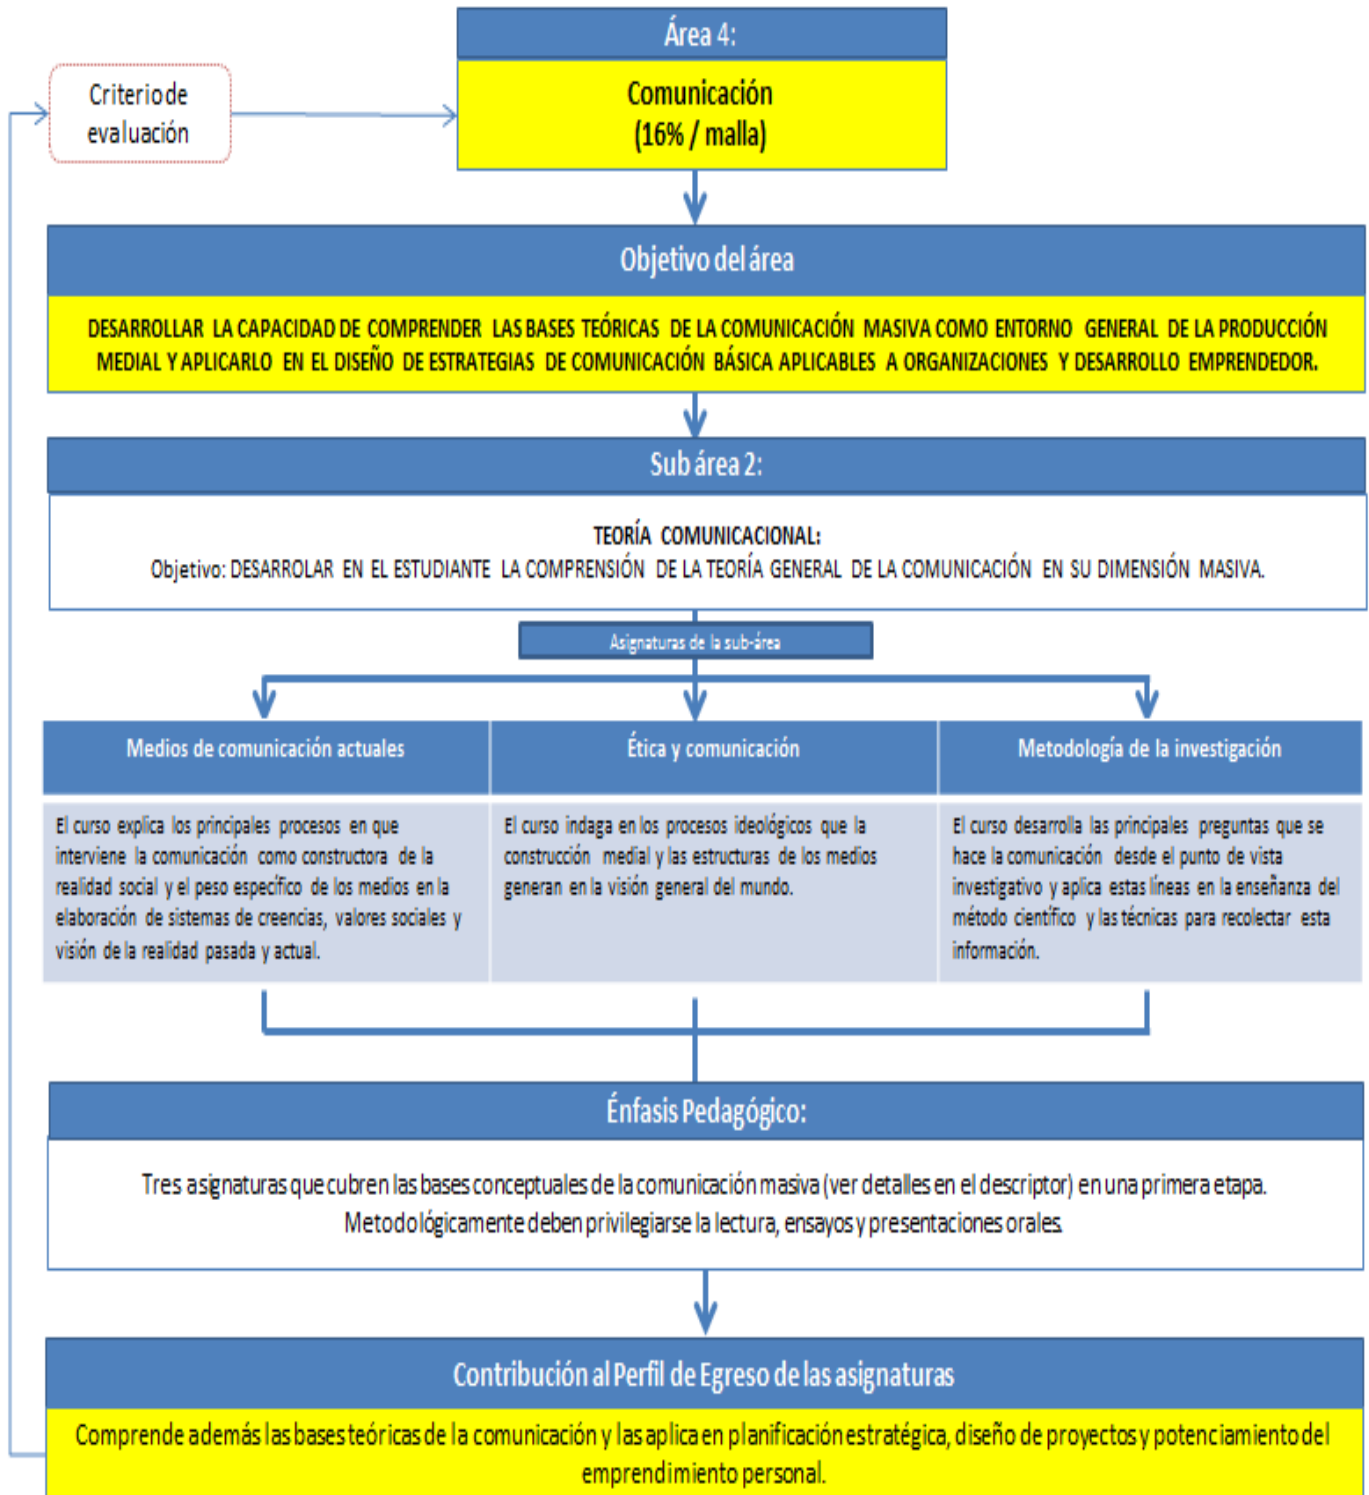 Área 4:
Criterio de
evaluación
Comunicación
(16% / malla)
Objetivo del área
DESARROLLAR LA CAPACIDAD DE COMPRENDER LAS BASES TEÓRICAS DE LA COMUNICACIÓN MASIVA COMO ENTORNO GENERAL DE LA PRODUCCIÓN
MEDIAL Y APLICARLO EN EL DISEÑO DE ESTRATEGIAS DE COMUNICACIÓN BÁSICA APLICABLES A ORGANIZACIONES Y DESARROLLO EMPRENDEDOR.
Sub área 2:
TEORÍA COMUNICACIONAL:
Objetivo: DESARROLAR EN EL ESTUDIANTE LA COMPRENSIÓN DE LA TEORÍA GENERAL DE LA COMUNICACIÓN EN SU DIMENSIÓN MASIVA.
Asignaturas de la sub-área
Medios de comunicación actuales
El curso explica los principales procesos en que
interviene la comunicación como constructora de la
realidad social y el peso específico de los medios en la
elaboración de sistemas de creencias, valores sociales y
visión de la realidad pasada y actual.
Ética y comunicación
El curso indaga en los procesos ideológicos que la
construcción medial y las estructuras de los medios
generan en la visión general del mundo.
Metodología de la investigación
El curso desarrolla las principales preguntas que se
hace la comunicación desde el punto de vista
investigativo y aplica estas líneas en la enseñanza del
método científico y las técnicas para recolectar esta
información.
Énfasis Pedagógico:
Tres asignaturas que cubren las bases conceptuales de la comunicación masiva (ver detalles en el descriptor) en una primera etapa.
Metodológicamente deben privilegiarse la lectura, ensayos y presentaciones orales.
Contribución al Perfil de Egreso de las asignaturas
Comprende además las bases teóricas de la comunicación y las aplica en planificación estratégica, diseño de proyectos y potenciamiento del
emprendimiento personal.